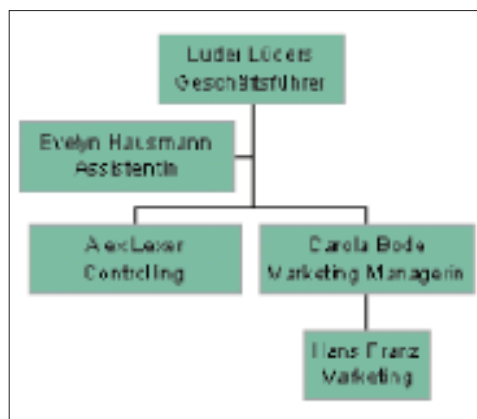 Geschäftsführer
Evelyn Hausmann
Assistentin
Controlling
Carola Bode
Marketing Managerin
Hans Franz
Marketing